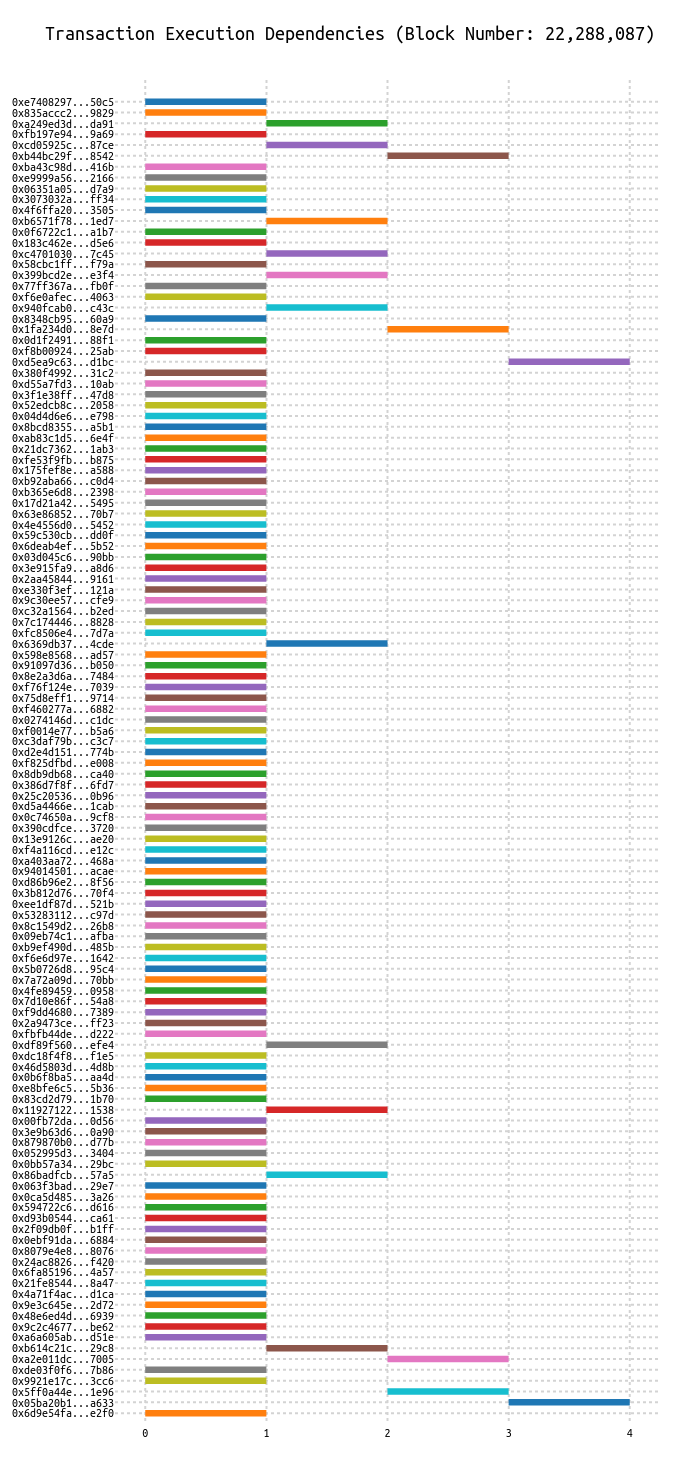 Transaction Execution Dependencies (Block Number: 22,288,087)
0xe7408297...50c5
0x835accc2...9829
0xa249ed3d...da91
0xfb197e94...9a69
0xcd05925c...87ce
0xb44bc29f...8542
0xba43c98d...416b
0xe9999a56...2166
0x06351a05...d7a9
0x3073032a...ff34
0x4f6ffa20...3505
0xb6571f78...1ed7
0x0f6722c1...a1b7
0x183c462e...d5e6
0xc4701030...7c45
0x58cbc1ff...f79a
0x399bcd2e...e3f4
0x77ff367a...fb0f
0xf6e0afec...4063
0x940fcab0...c43c
0x8348cb95...60a9
0x1fa234d0...8e7d
0x0d1f2491...88f1
0xf8b00924...25ab
0xd5ea9c63...d1bc
0x380f4992...31c2
0xd55a7fd3...10ab
0x3f1e38ff...47d8
0x52edcb8c...2058
0x04d4d6e6...e798
0x8bcd8355...a5b1
0xab83c1d5...6e4f
0x21dc7362...1ab3
0xfe53f9fb...b875
0x175fef8e...a588
0xb92aba66...c0d4
0xb365e6d8...2398
0x17d21a42...5495
0x63e86852...70b7
0x4e4556d0...5452
0x59c530cb...dd0f
0x6deab4ef...5b52
0x03d045c6...90bb
0x3e915fa9...a8d6
0x2aa45844...9161
0xe330f3ef...121a
0x9c30ee57...cfe9
0xc32a1564...b2ed
0x7c174446...8828
0xfc8506e4...7d7a
0x6369db37...4cde
0x598e8568...ad57
0x91097d36...b050
0x8e2a3d6a...7484
0xf76f124e...7039
0x75d8eff1...9714
0xf460277a...6882
0x0274146d...c1dc
0xf0014e77...b5a6
0xc3daf79b...c3c7
0xd2e4d151...774b
0xf825dfbd...e008
0x8db9db68...ca40
0x386d7f8f...6fd7
0x25c20536...0b96
0xd5a4466e...1cab
0x0c74650a...9cf8
0x390cdfce...3720
0x13e9126c...ae20
0xf4a116cd...e12c
0xa403aa72...468a
0x94014501...acae
0xd86b96e2...8f56
0x3b812d76...70f4
0xee1df87d...521b
0x53283112...c97d
0x8c1549d2...26b8
0x09eb74c1...afba
0xb9ef490d...485b
0xf6e6d97e...1642
0x5b0726d8...95c4
0x7a72a09d...70bb
0x4fe89459...0958
0x7d10e86f...54a8
0xf9dd4680...7389
0x2a9473ce...ff23
0xfbfb44de...d222
0xdf89f560...efe4
0xdc18f4f8...f1e5
0x46d5803d...4d8b
0x0b6f8ba5...aa4d
0xe8bfe6c5...5b36
0x83cd2d79...1b70
0x11927122...1538
0x00fb72da...0d56
0x3e9b63d6...0a90
0x879870b0...d77b
0x052995d3...3404
0x0bb57a34...29bc
0x86badfcb...57a5
0x063f3bad...29e7
0x0ca5d485...3a26
0x594722c6...d616
0xd93b0544...ca61
0x2f09db0f...b1ff
0x0ebf91da...6884
0x8079e4e8...8076
0x24ac8826...f420
0x6fa85196...4a57
0x21fe8544...8a47
0x4a71f4ac...d1ca
0x9e3c645e...2d72
0x48e6ed4d...6939
0x9c2c4677...be62
0xa6a605ab...d51e
0xb614c21c...29c8
0xa2e011dc...7005
0xde03f0f6...7b86
0x9921e17c...3cc6
0x5ff0a44e...1e96
0x05ba20b1...a633
0x6d9e54fa...e2f0
0 1 2 3 4